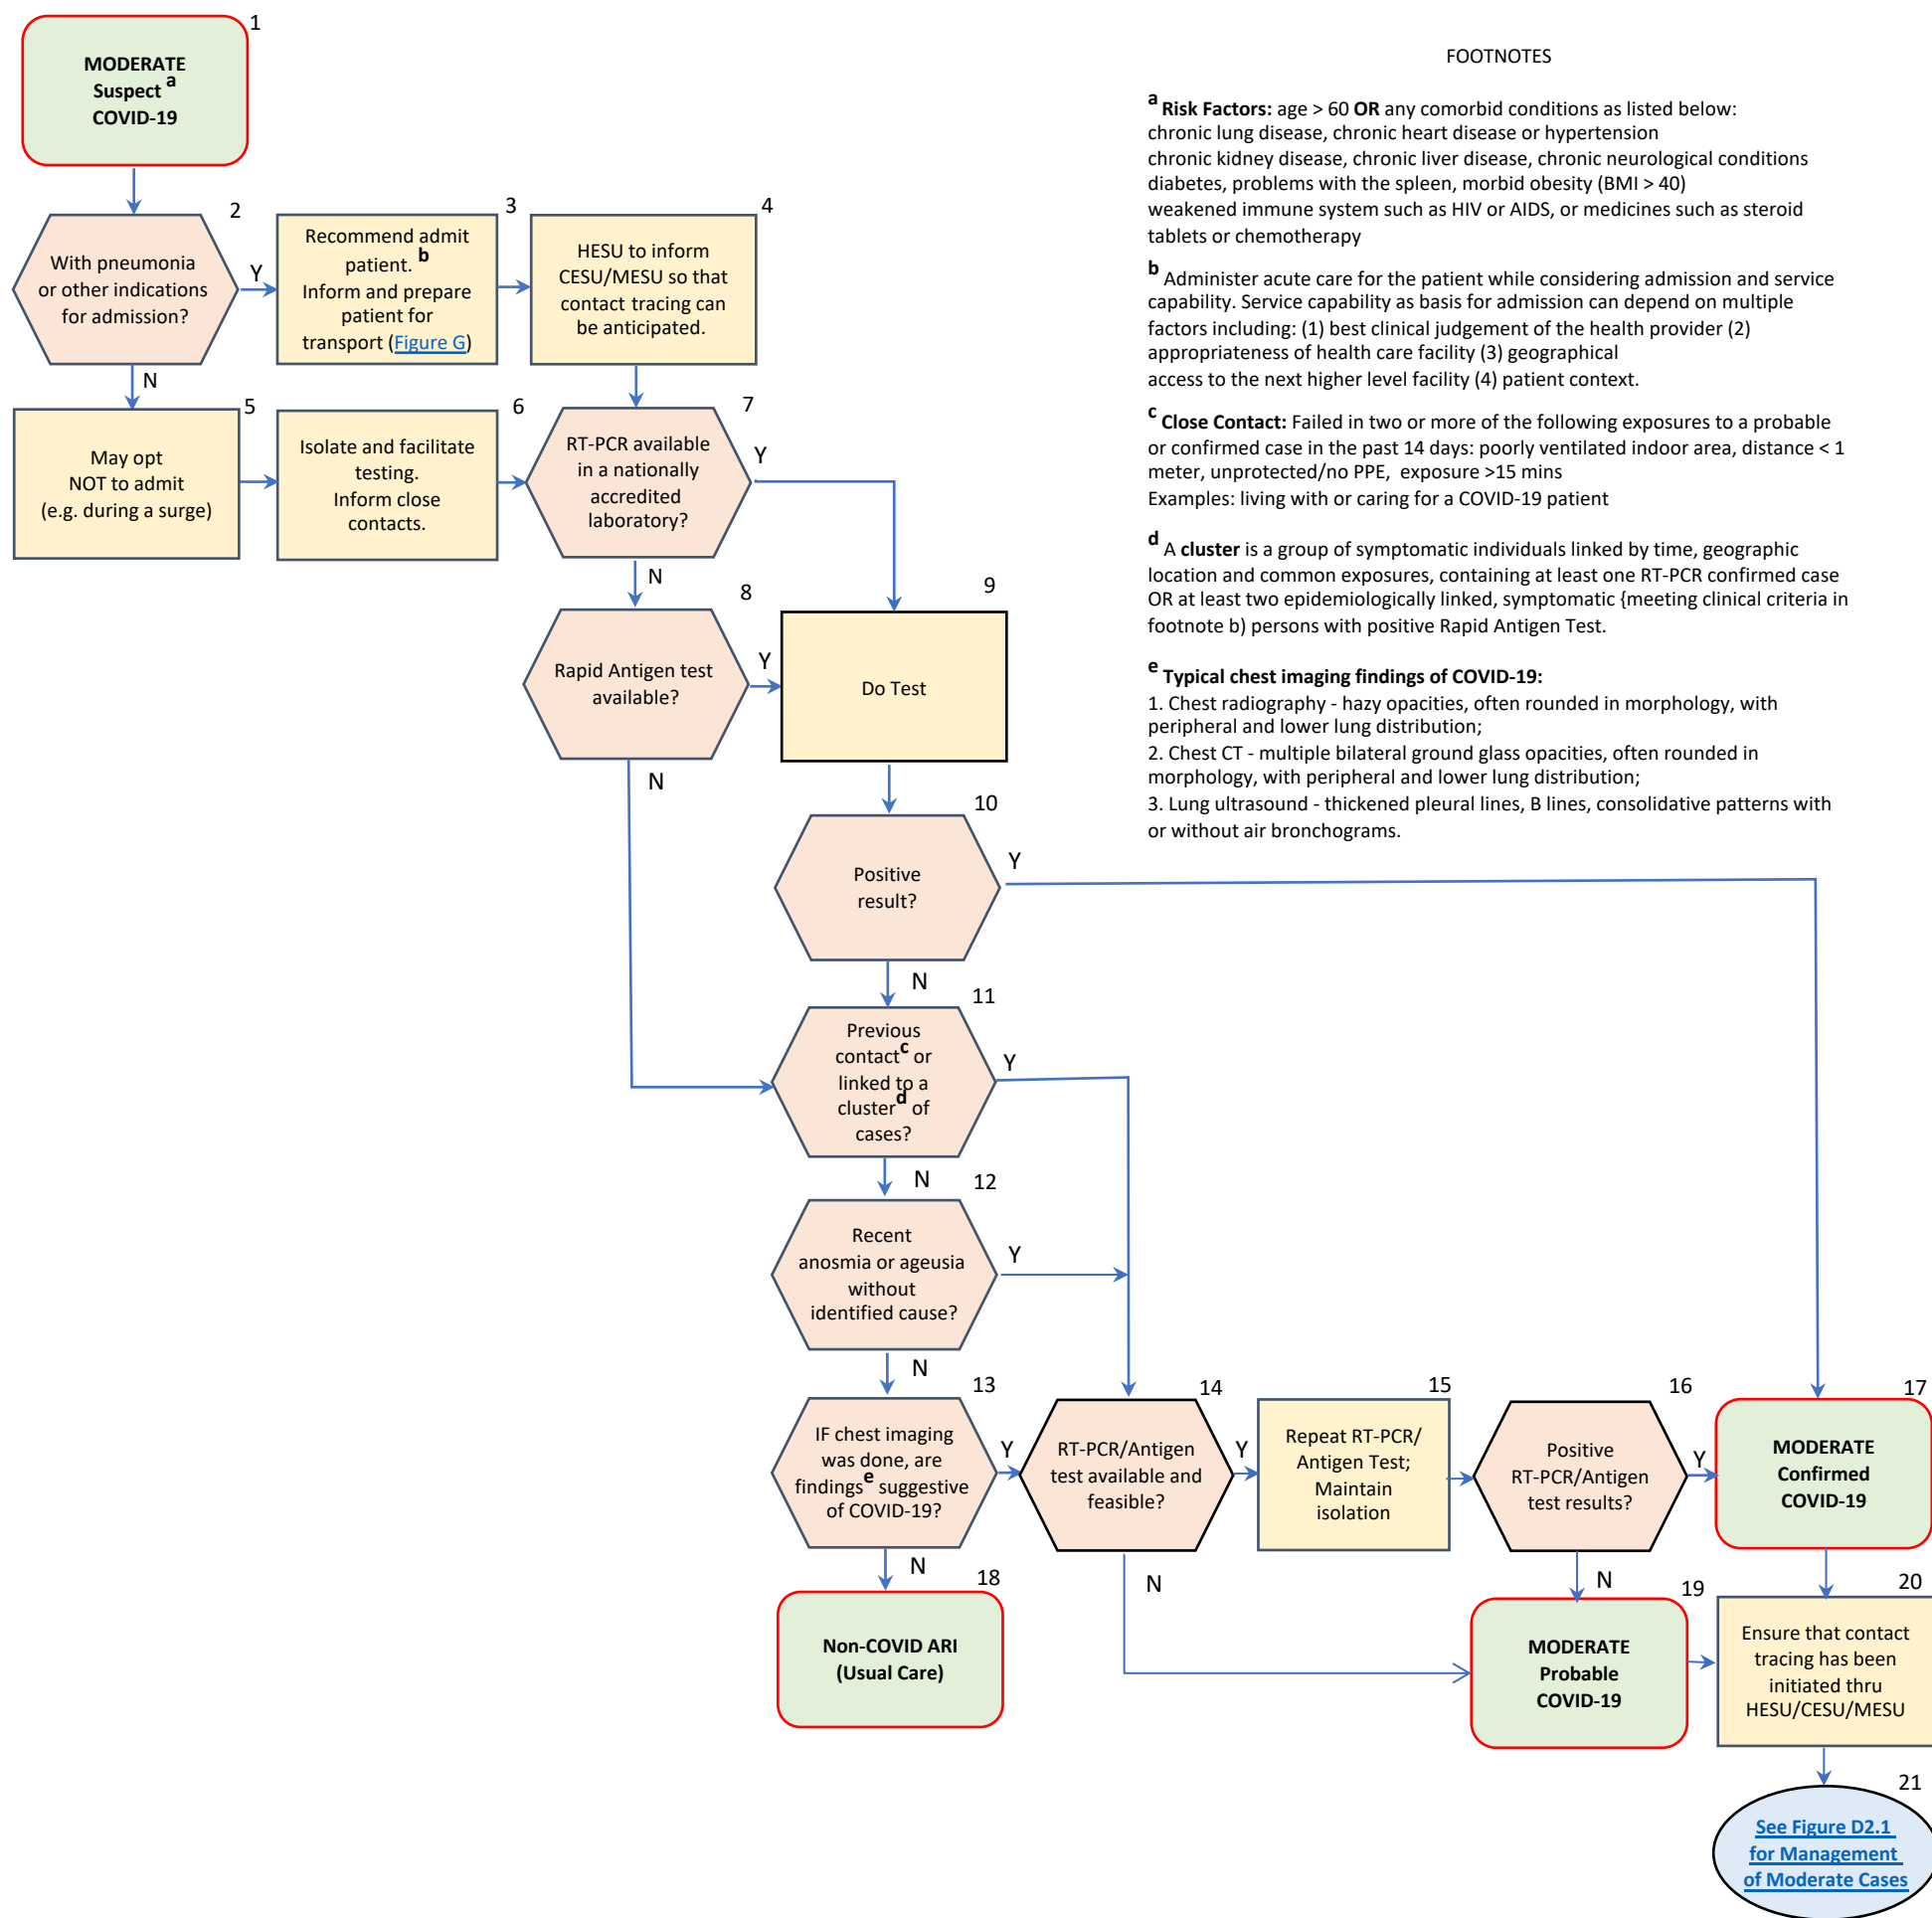 1
MODERATE
Suspect a
COVID-19
2
With pneumonia
or other indications
for admission?
Y
N
3
Recommend admit
patient. b
Inform and prepare
patient for
transport (Figure G)
4
HESU to inform
CESU/MESU so that
contact tracing can
be anticipated.
5
May opt
NOT to admit
(e.g. during a surge)
6
Isolate and facilitate
testing.
Inform close
contacts.
7
RT-PCR available
in a nationally
accredited
laboratory?
Y
N
8
Rapid Antigen test
available?
Y
N
9
Do Test
10
Positive
result?
Y
N
11
Previous
contact c or
linked to a
cluster d of
cases?
Y
N
12
Recent
anosmia or ageusia
without
identified cause?
Y
N
13
IF chest imaging
was done, are
findings e suggestive
of COVID-19?
Y
N
14
RT-PCR/Antigen
test available and
feasible?
Y
N
15
Repeat RT-PCR/
Antigen Test;
Maintain
isolation
16
Positive
RT-PCR/Antigen
test results?
Y
N
17
MODERATE
Confirmed
COVID-19
18
Non-COVID ARI
(Usual Care)
19
MODERATE
Probable
COVID-19
20
Ensure that contact
tracing has been
initiated thru
HESU/CESU/MESU
21
See Figure D2.1
for Management
of Moderate Cases
FOOTNOTES
a Risk Factors: age > 60 OR any comorbid conditions as listed below:
chronic lung disease, chronic heart disease or hypertension
chronic kidney disease, chronic liver disease, chronic neurological conditions
diabetes, problems with the spleen, morbid obesity (BMI > 40)
weakened immune system such as HIV or AIDS, or medicines such as steroid
tablets or chemotherapy
b Administer acute care for the patient while considering admission and service
capability. Service capability as basis for admission can depend on multiple
factors including: (1) best clinical judgement of the health provider (2)
appropriateness of health care facility (3) geographical
access to the next higher level facility (4) patient context.
c Close Contact: Failed in two or more of the following exposures to a probable
or confirmed case in the past 14 days: poorly ventilated indoor area, distance < 1
meter, unprotected/no PPE, exposure >15 mins
Examples: living with or caring for a COVID-19 patient
d A cluster is a group of symptomatic individuals linked by time, geographic
location and common exposures, containing at least one RT-PCR confirmed case
OR at least two epidemiologically linked, symptomatic {meeting clinical criteria in
footnote b) persons with positive Rapid Antigen Test.
e Typical chest imaging findings of COVID-19:
1. Chest radiography - hazy opacities, often rounded in morphology, with
peripheral and lower lung distribution;
2. Chest CT - multiple bilateral ground glass opacities, often rounded in
morphology, with peripheral and lower lung distribution;
3. Lung ultrasound - thickened pleural lines, B lines, consolidative patterns with
or without air bronchograms.